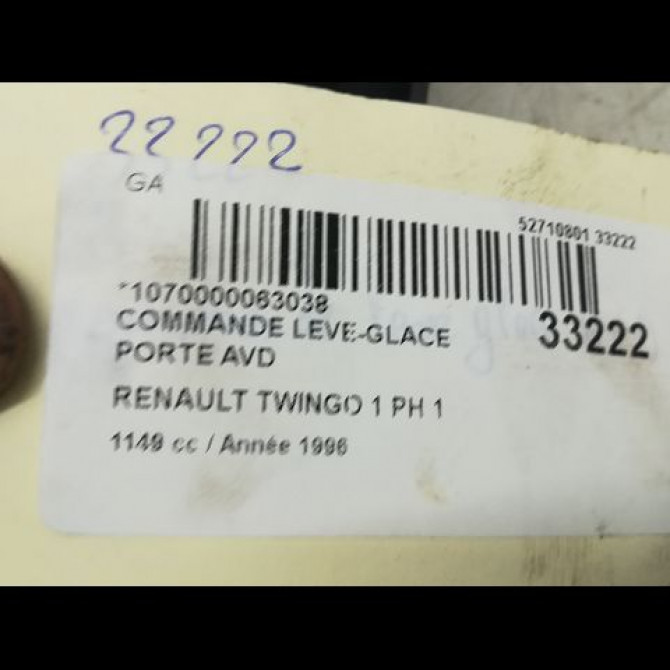 22222
GA
52710801 33222
*1070000063038
COMMANDE LEVE-GLACE
33222
PORTE AVD
RENAULT TWINGO 1 PH 1
1149 cc / Année 1996